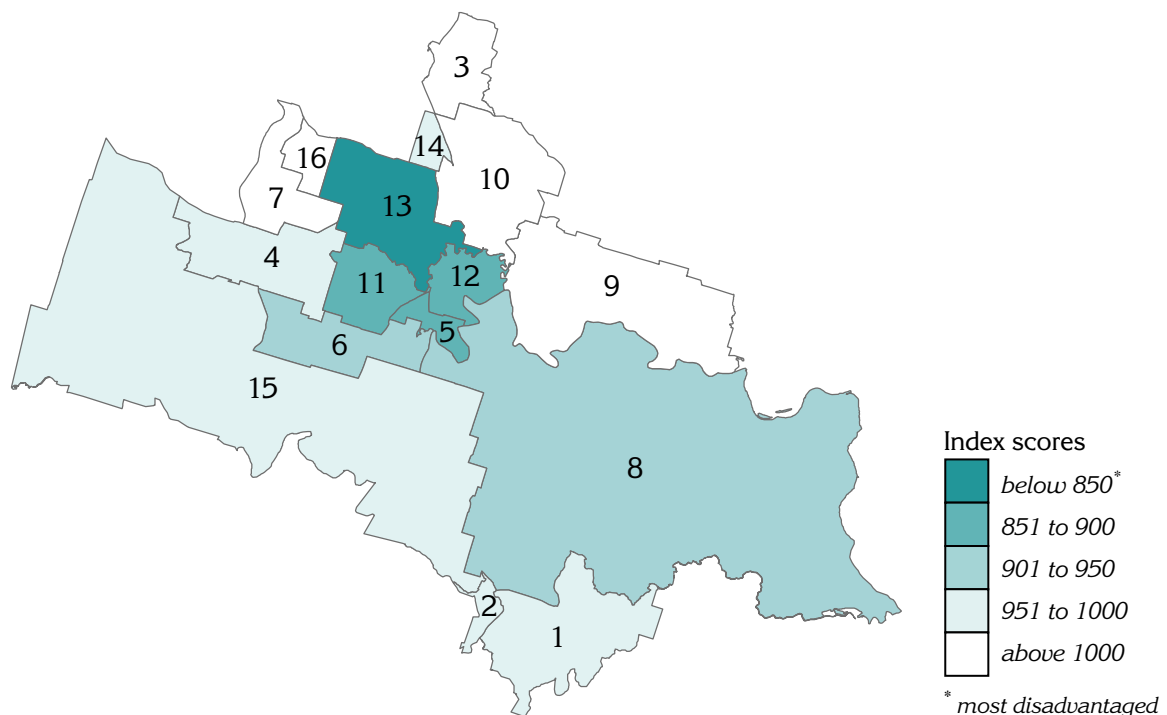 3
14
16
10
7
13
4
11
12
9
5
6
15
8
2
1
Index scores
below 850*
851 to 900
901 to 950
951 to 1000
above 1000
* most disadvantaged